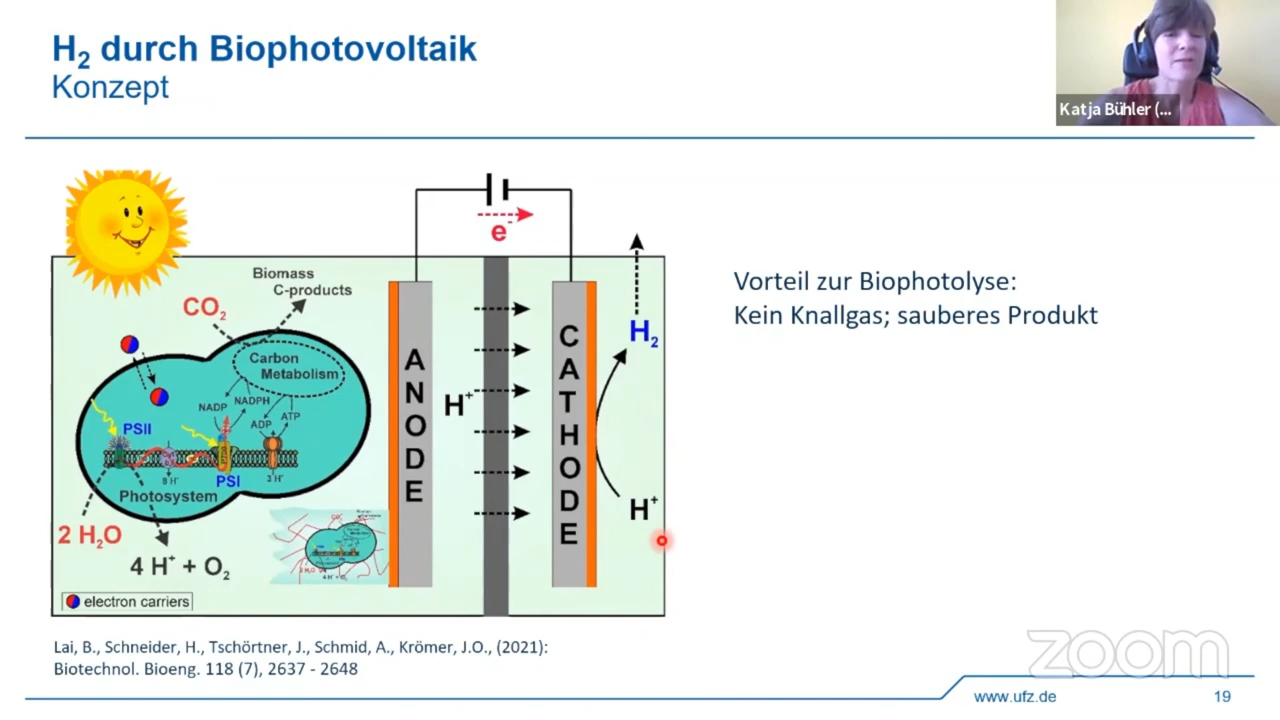 H₂ durch Biophotovoltaik
Konzept
Katja Bühler (...
Biomass
C-products
CO₂
Carbon
Metabolism
NADP
NADPH
ADP
ATP
PSII
PSI
8 H⁺
3 H⁺
Photosystem
2 H₂O
4 H⁺ + O₂
electron carriers
e⁻
ANODE
H⁺
CATHODE
H₂
H⁺
Vorteil zur Biophotolyse:
Kein Knallgas; sauberes Produkt
Lai, B., Schneider, H., Tschörtner, J., Schmid, A., Krömer, J.O., (2021):
Biotechnol. Bioeng. 118 (7), 2637 - 2648
zoom
www.ufz.de
19